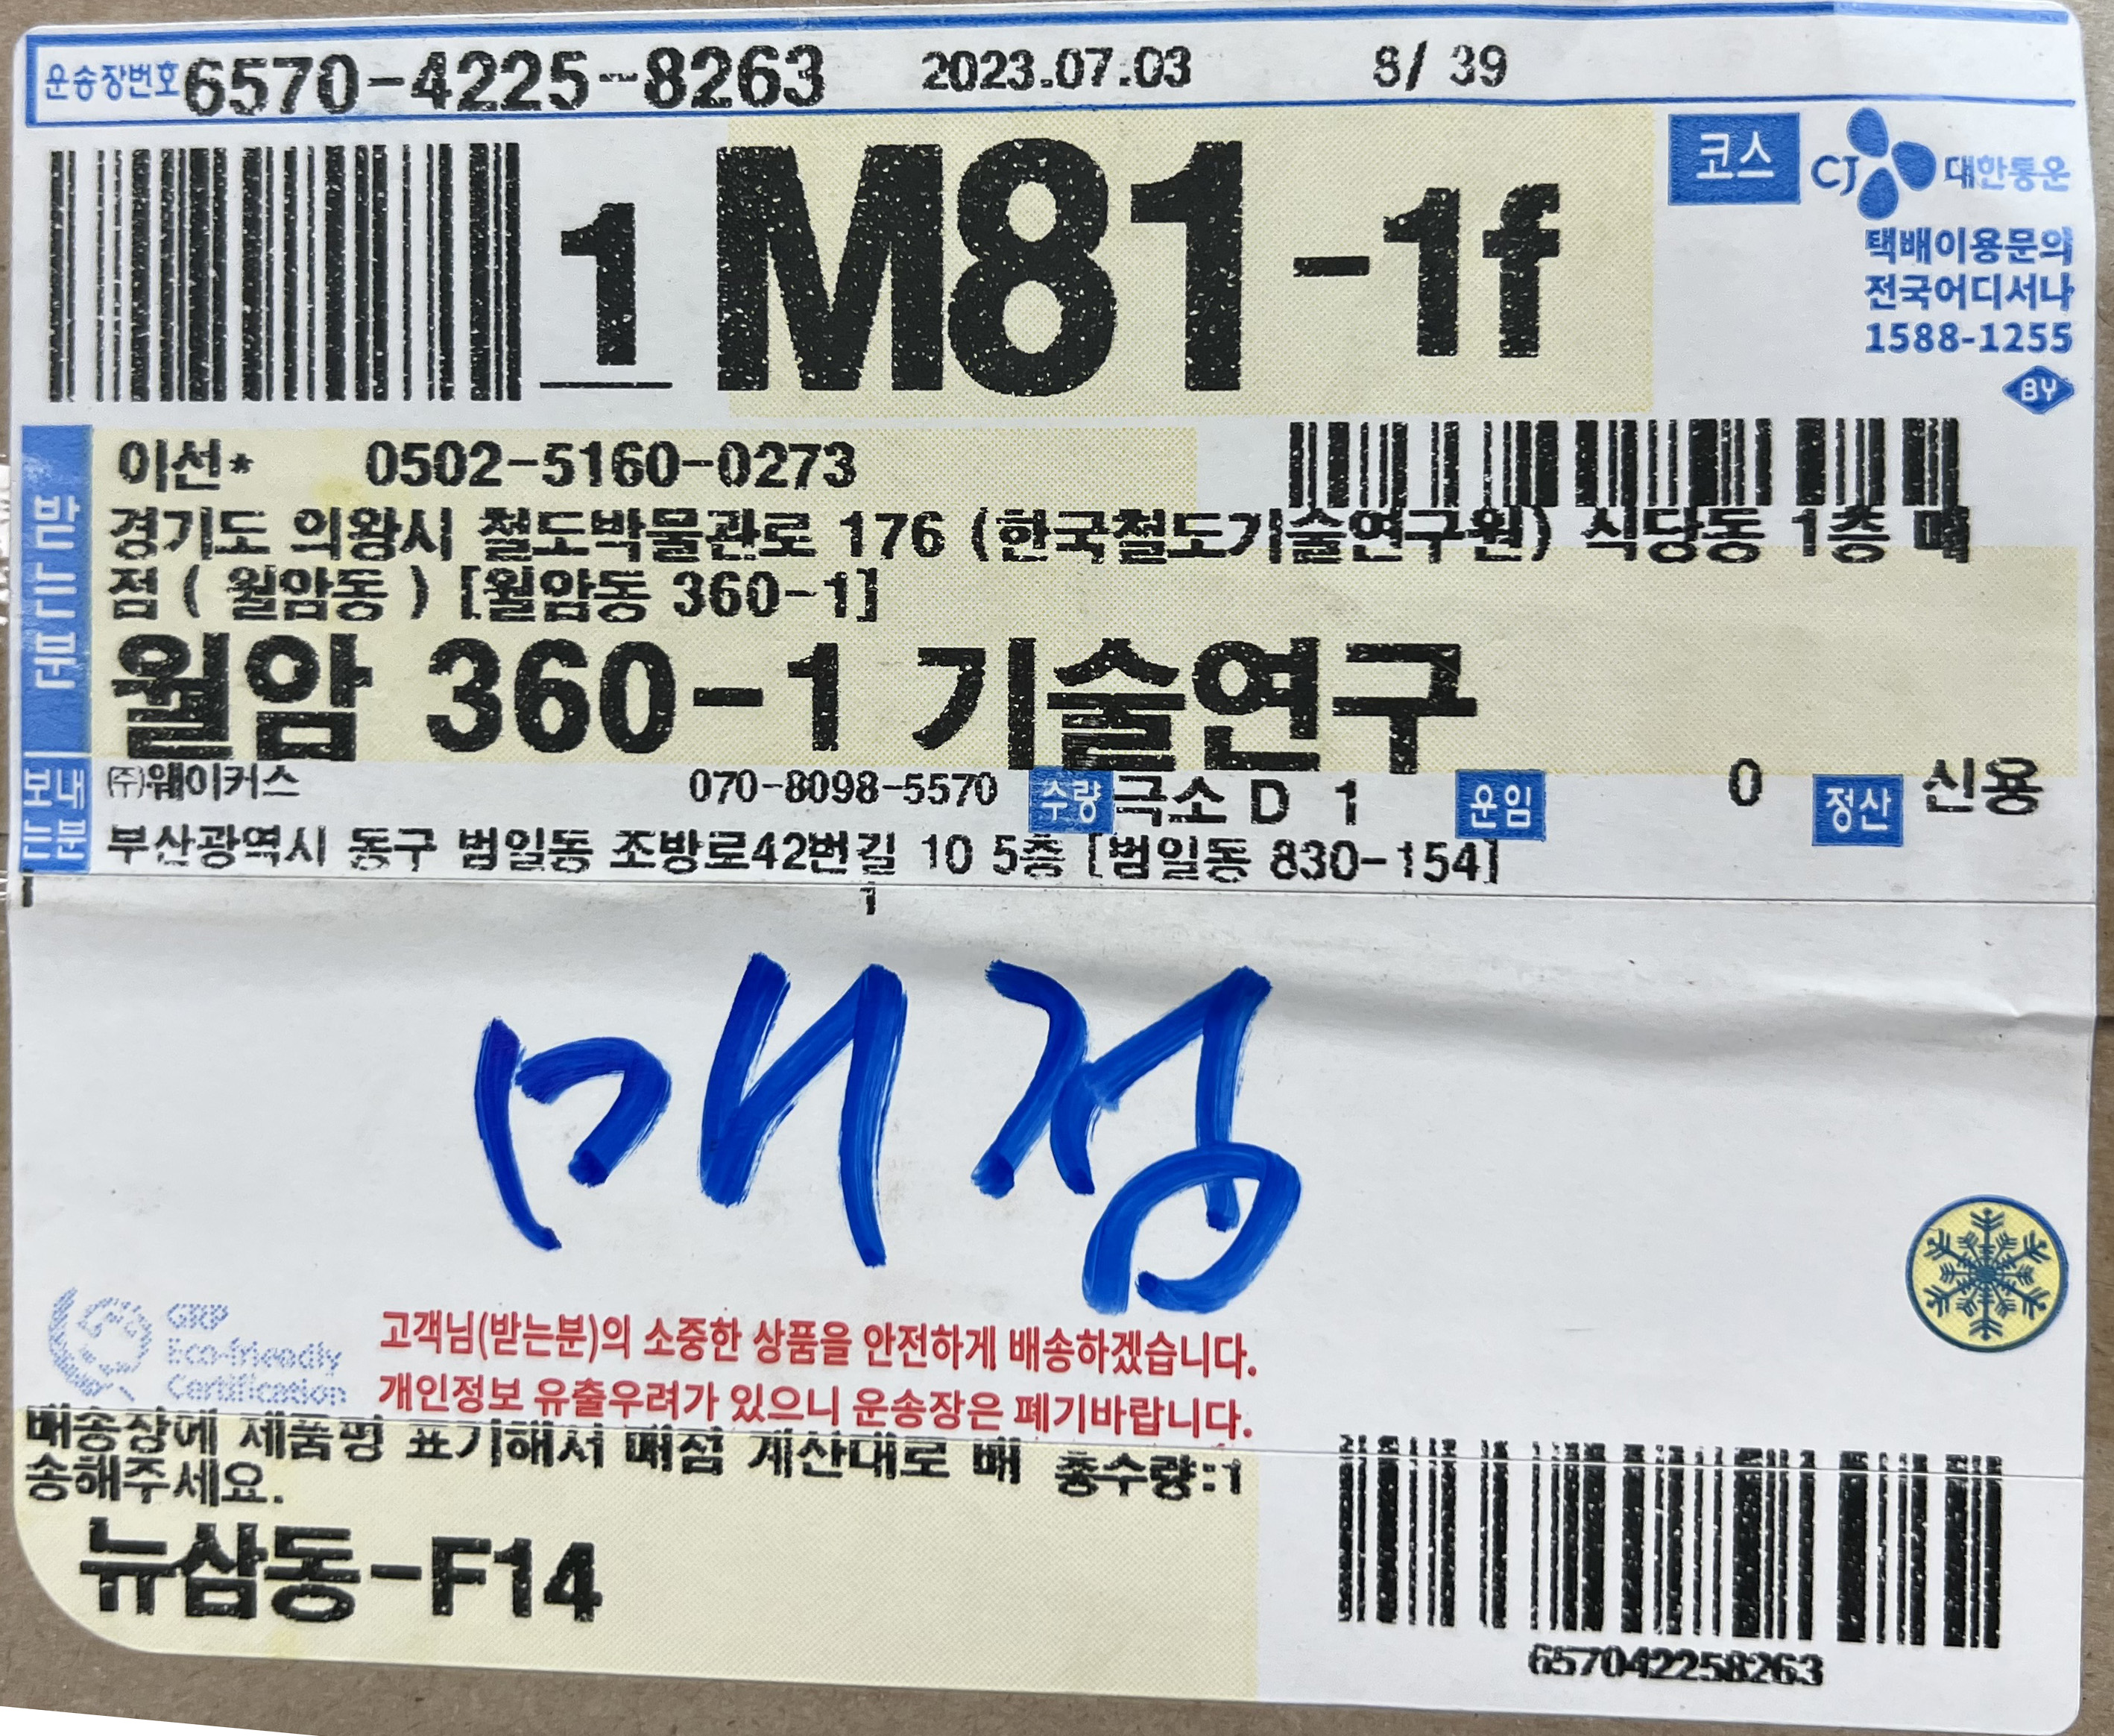 운송장번호 6570-4225-8263 2023.07.03 8/ 39
1 M81 -1f 코스 CJ 대한통운
택배이용문의
전국어디서나
1588-1255
BY
받는분
이선* 0502-5160-0273
경기도 의왕시 철도박물관로 176 (한국철도기술연구원) 식당동 1층 매
점 ( 월암동 ) [월암동 360-1]
월암 360-1 기술연구
보내는분
㈜웨이커스 070-8098-5570 수량 극소 D 1 운임 0 정산 신용
부산광역시 동구 범일동 조방로42번길 10 5층 [범일동 830-154]
1
매점
GRP
Eco-friendly
Certification
고객님(받는분)의 소중한 상품을 안전하게 배송하겠습니다.
개인정보 유출우려가 있으니 운송장은 폐기바랍니다.
배송장에 제품명 표기해서 매점 계산대로 배 총수량:1
송해주세요.
뉴삼동-F14
657042258263